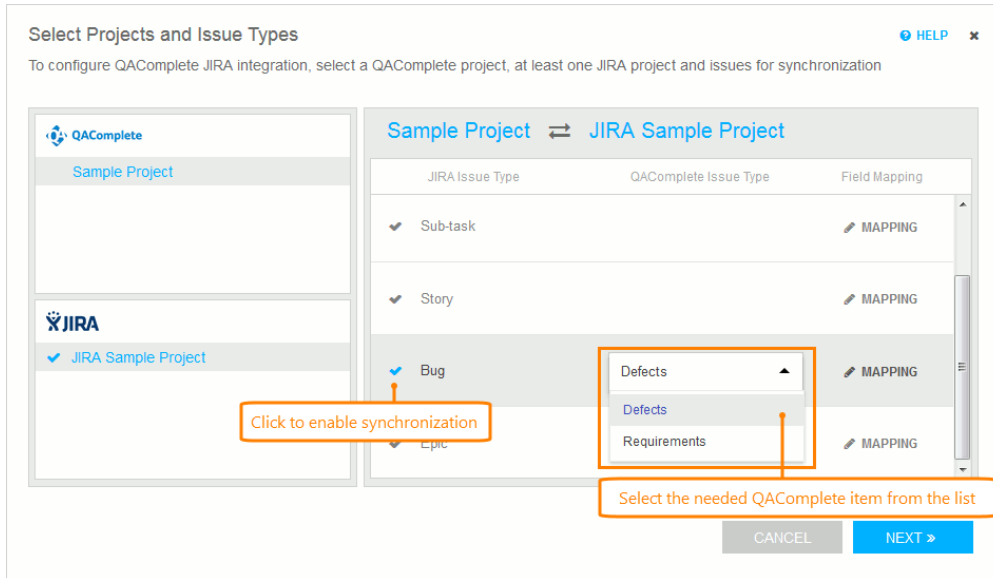 Select Projects and Issue Types
HELP
To configure QAComplete JIRA integration, select a QAComplete project, at least one JIRA project and issues for synchronization
QAComplete
Sample Project
JIRA
JIRA Sample Project
Sample Project JIRA Sample Project
JIRA Issue Type QAComplete Issue Type Field Mapping
Sub-task MAPPING
Story MAPPING
Bug Defects MAPPING
Click to enable synchronization
Defects
Requirements
Epic MAPPING
Select the needed QAComplete item from the list
CANCEL NEXT »